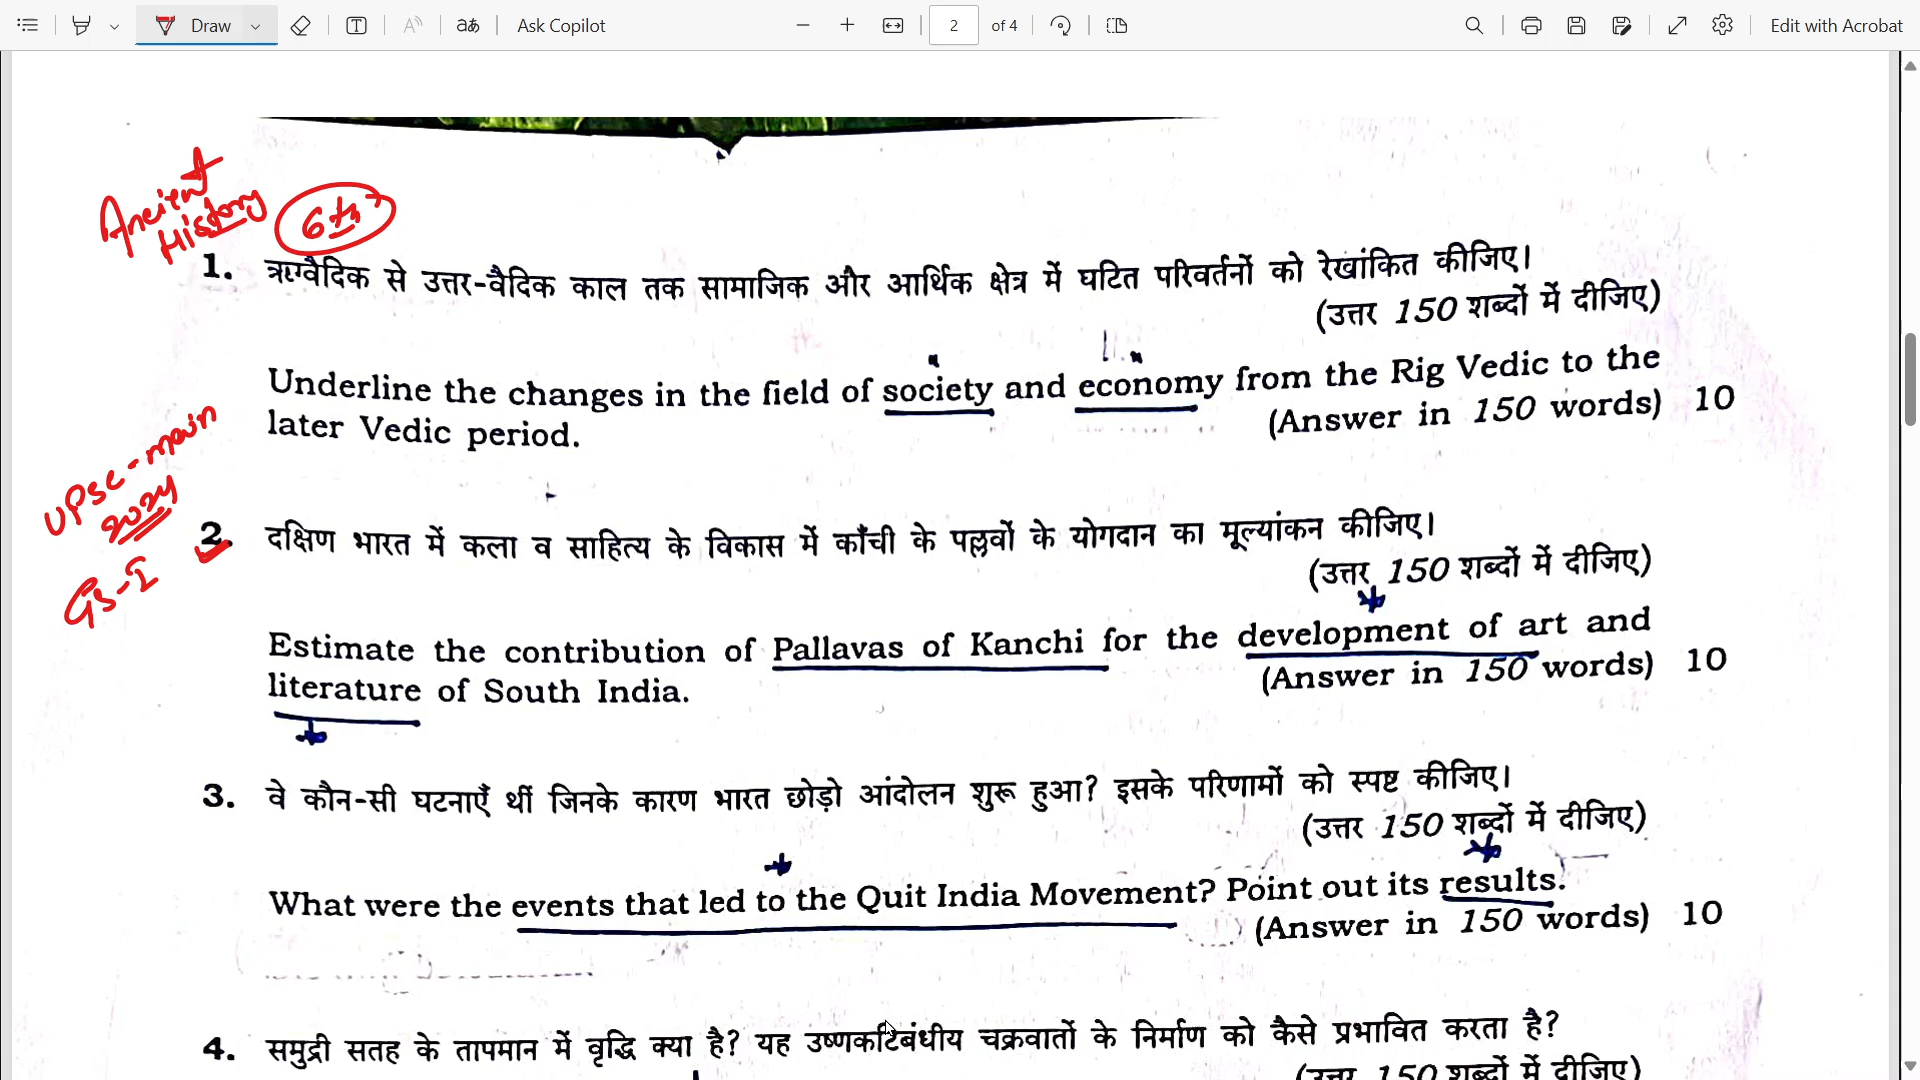 Draw
Ask Copilot
2 of 4
Edit with Acrobat
Ancient
History
6th
1. ऋग्वैदिक से उत्तर-वैदिक काल तक सामाजिक और आर्थिक क्षेत्र में घटित परिवर्तनों को रेखांकित कीजिए।
(उत्तर 150 शब्दों में दीजिए)
Underline the changes in the field of society and economy from the Rig Vedic to the
later Vedic period.
(Answer in 150 words) 10
UPSC-main
2024
GS-I
2. दक्षिण भारत में कला व साहित्य के विकास में काँची के पल्लवों के योगदान का मूल्यांकन कीजिए।
(उत्तर 150 शब्दों में दीजिए)
Estimate the contribution of Pallavas of Kanchi for the development of art and
literature of South India.
(Answer in 150 words) 10
3. वे कौन-सी घटनाएँ थीं जिनके कारण भारत छोड़ो आंदोलन शुरू हुआ? इसके परिणामों को स्पष्ट कीजिए।
(उत्तर 150 शब्दों में दीजिए)
What were the events that led to the Quit India Movement? Point out its results.
(Answer in 150 words) 10
4. समुद्री सतह के तापमान में वृद्धि क्या है? यह उष्णकटिबंधीय चक्रवातों के निर्माण को कैसे प्रभावित करता है?
(उत्तर 150 शब्दों में दीजिए)